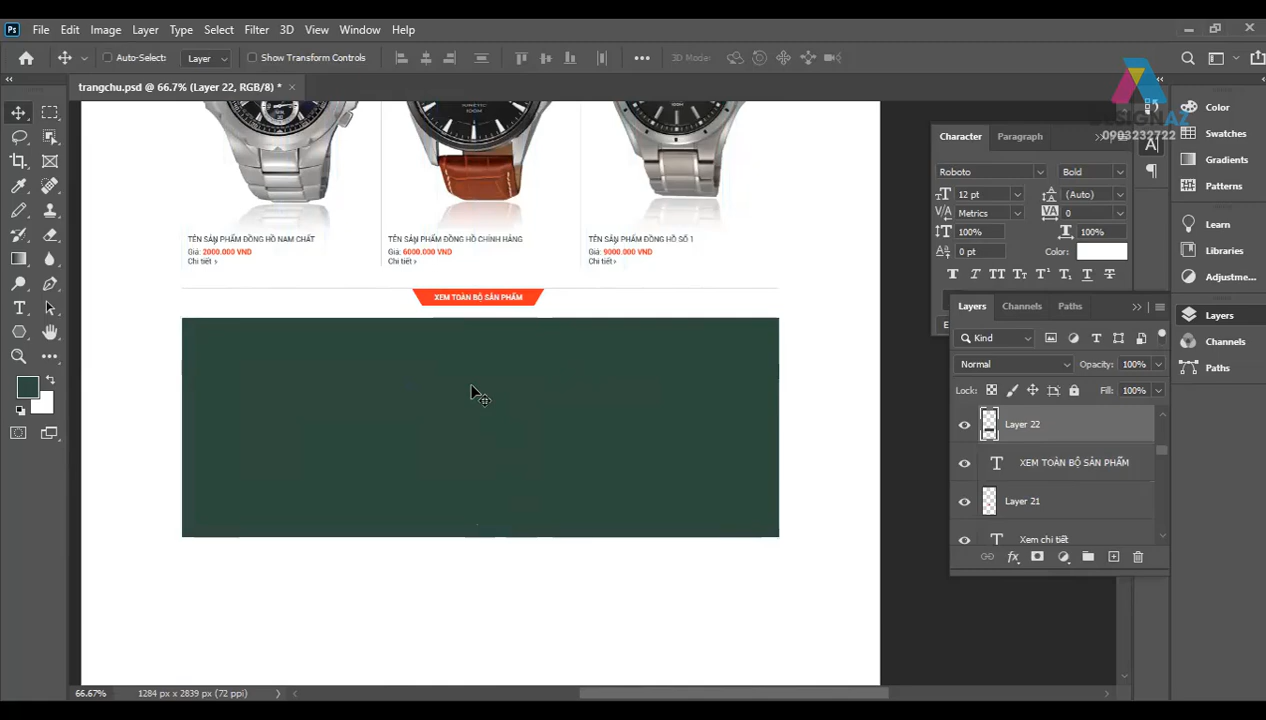 Ps File Edit Image Layer Type Select Filter 3D View Window Help
Auto-Select: Layer Show Transform Controls 3D Mode:
trangchu.psd @ 66.7% (Layer 22, RGB/8) *
0903232722
Color
Swatches
Gradients
Patterns
Learn
Libraries
Adjustme...
Layers
Channels
Paths
Character Paragraph
Roboto Bold
12 pt (Auto)
Metrics 0
100% 100%
0 pt Color:
Layers Channels Paths
Kind
Normal Opacity: 100%
Lock: Fill: 100%
Layer 22
XEM TOÀN BỘ SẢN PHẨM
Layer 21
Xem chi tiết
KINETIC
100M
100M
TÊN SẢN PHẨM ĐỒNG HỒ NAM CHẤT
Giá: 2000.000 VND
Chi tiết ›
TÊN SẢN PHẨM ĐỒNG HỒ CHÍNH HÃNG
Giá: 6000.000 VND
Chi tiết ›
TÊN SẢN PHẨM ĐỒNG HỒ SỐ 1
Giá: 9000.000 VND
Chi tiết ›
XEM TOÀN BỘ SẢN PHẨM
66.67% 1284 px x 2839 px (72 ppi)